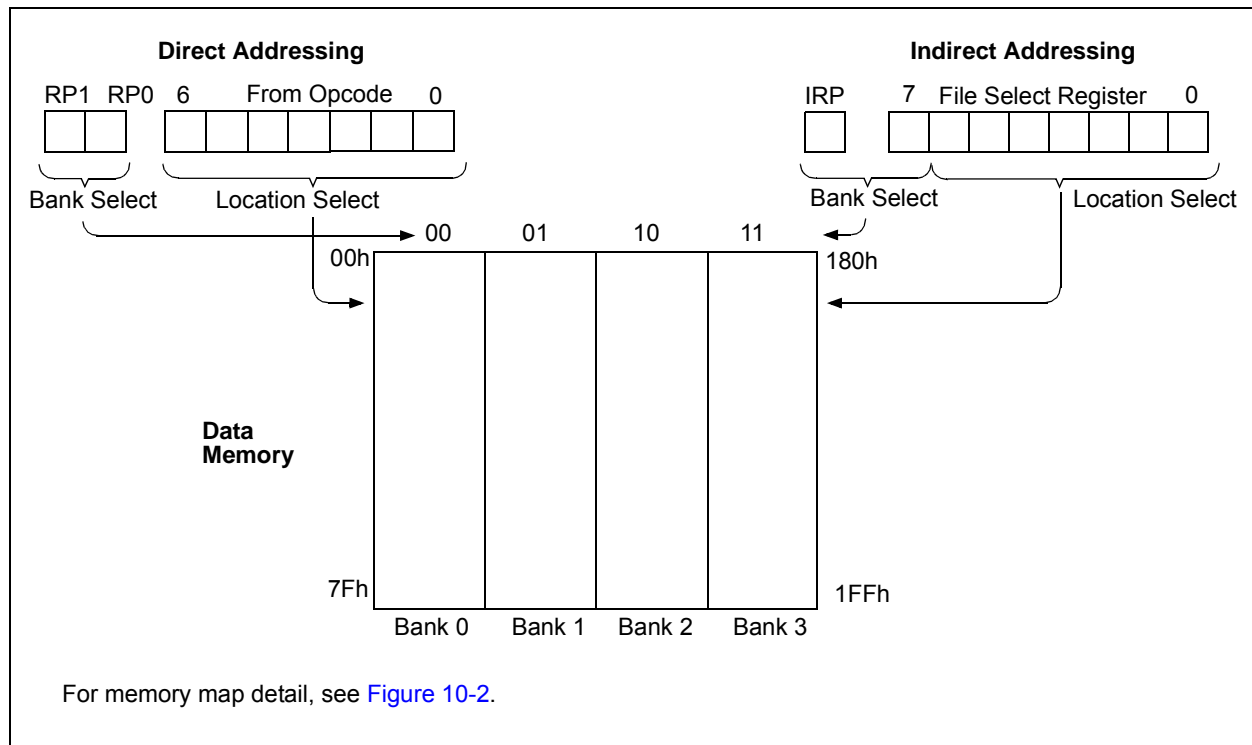 Direct Addressing
Indirect Addressing
RP1 RP0 6 From Opcode 0
IRP 7 File Select Register 0
Bank Select
Location Select
Bank Select
Location Select
00 01 10 11
00h
180h
Data
Memory
7Fh
1FFh
Bank 0 Bank 1 Bank 2 Bank 3
For memory map detail, see Figure 10-2.